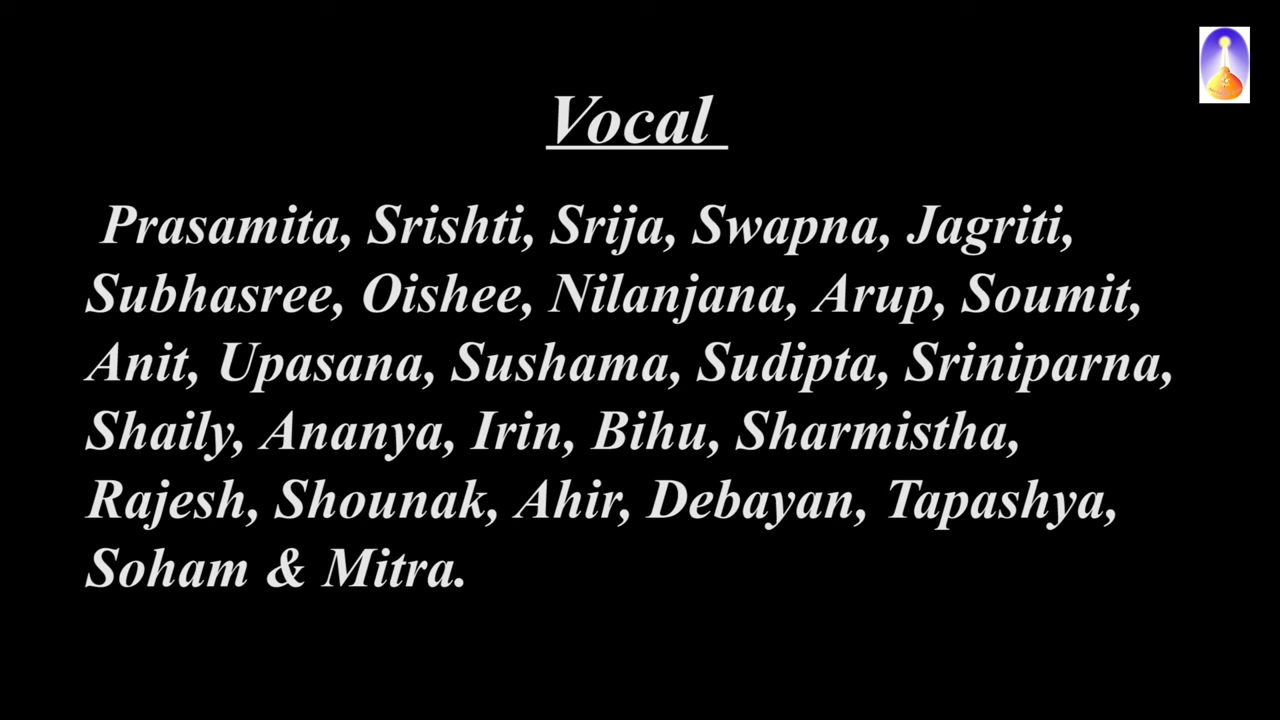 Vocal
Prasamita, Srishti, Srija, Swapna, Jagriti,
Subhasree, Oishee, Nilanjana, Arup, Soumit,
Anit, Upasana, Sushama, Sudipta, Sriniparna,
Shaily, Ananya, Irin, Bihu, Sharmistha,
Rajesh, Shounak, Ahir, Debayan, Tapashya,
Soham & Mitra.